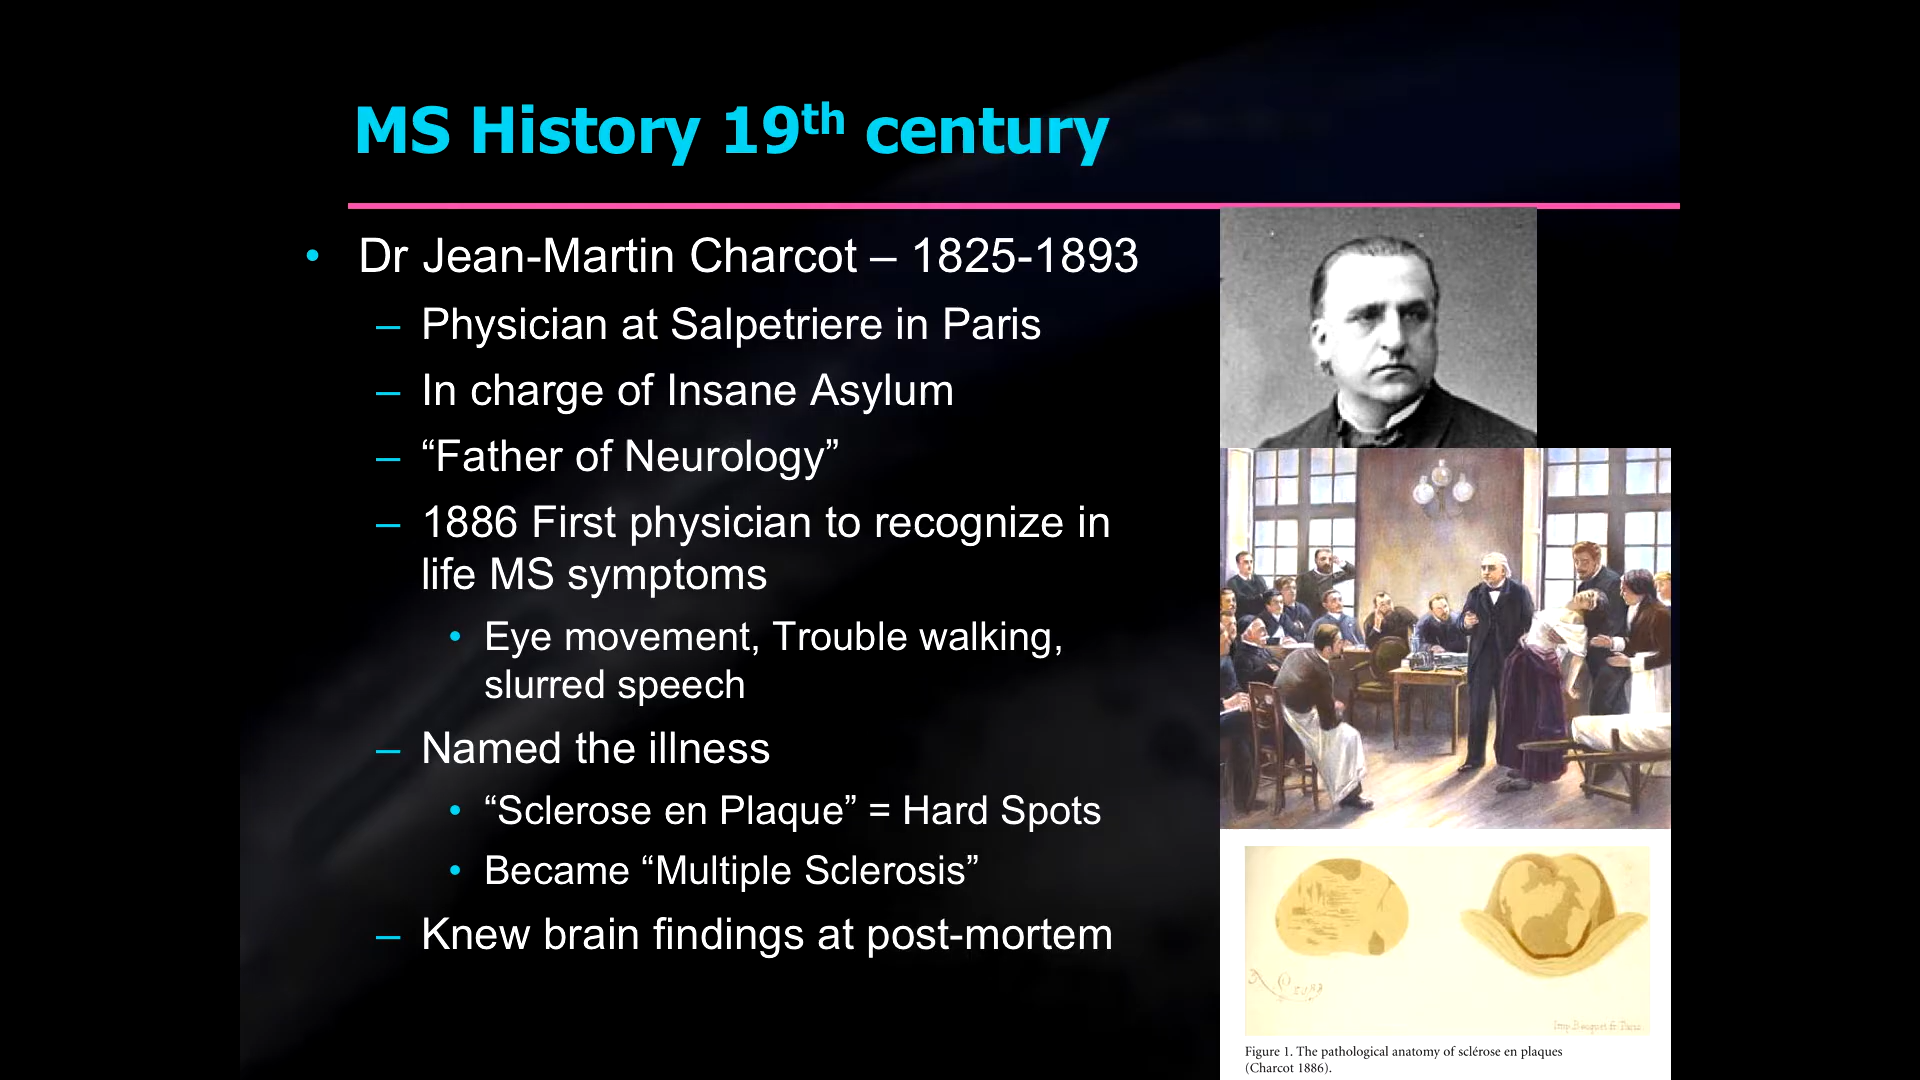 MS History 19th century
• Dr Jean-Martin Charcot – 1825-1893
– Physician at Salpetriere in Paris
– In charge of Insane Asylum
– “Father of Neurology”
– 1886 First physician to recognize in
life MS symptoms
• Eye movement, Trouble walking,
slurred speech
– Named the illness
• “Sclerose en Plaque” = Hard Spots
• Became “Multiple Sclerosis”
– Knew brain findings at post-mortem
Figure 1. The pathological anatomy of sclérose en plaques
(Charcot 1886).